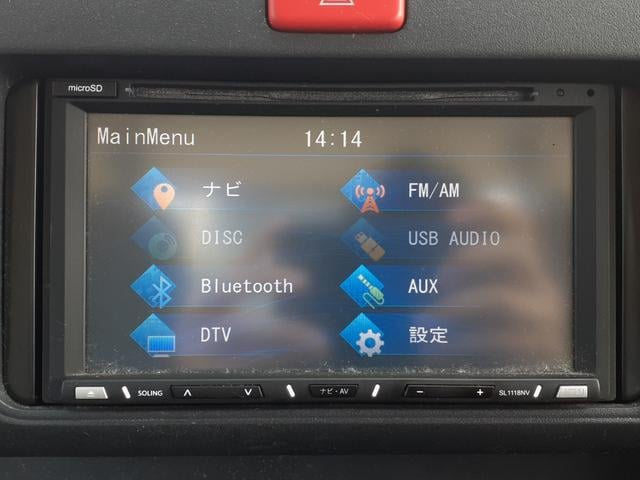 microSD
MainMenu 14:14
ナビ FM/AM
DISC USB AUDIO
Bluetooth AUX
DTV 設定
SOLING ∧ ∨ ナビ・AV − + SL1118NV